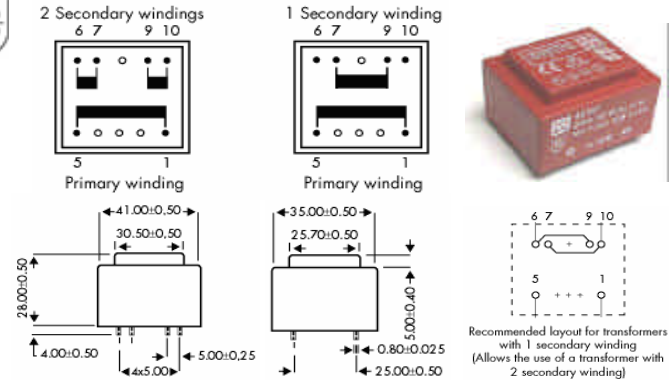 2 Secondary windings
6 7 9 10
5 1
Primary winding
1 Secondary winding
6 7 9 10
5 1
Primary winding
41.00±0.50
30.50±0.50
28.00±0.50
4.00±0.50
5.00±0,25
4x5.00
35.00±0.50
25.70±0.50
5.00±0.40
0.80±0.025
25.00±0.50
6 7 9 10
5 1
Recommended layout for transformers
with 1 secondary winding
(Allows the use of a transformer with
2 secondary winding)